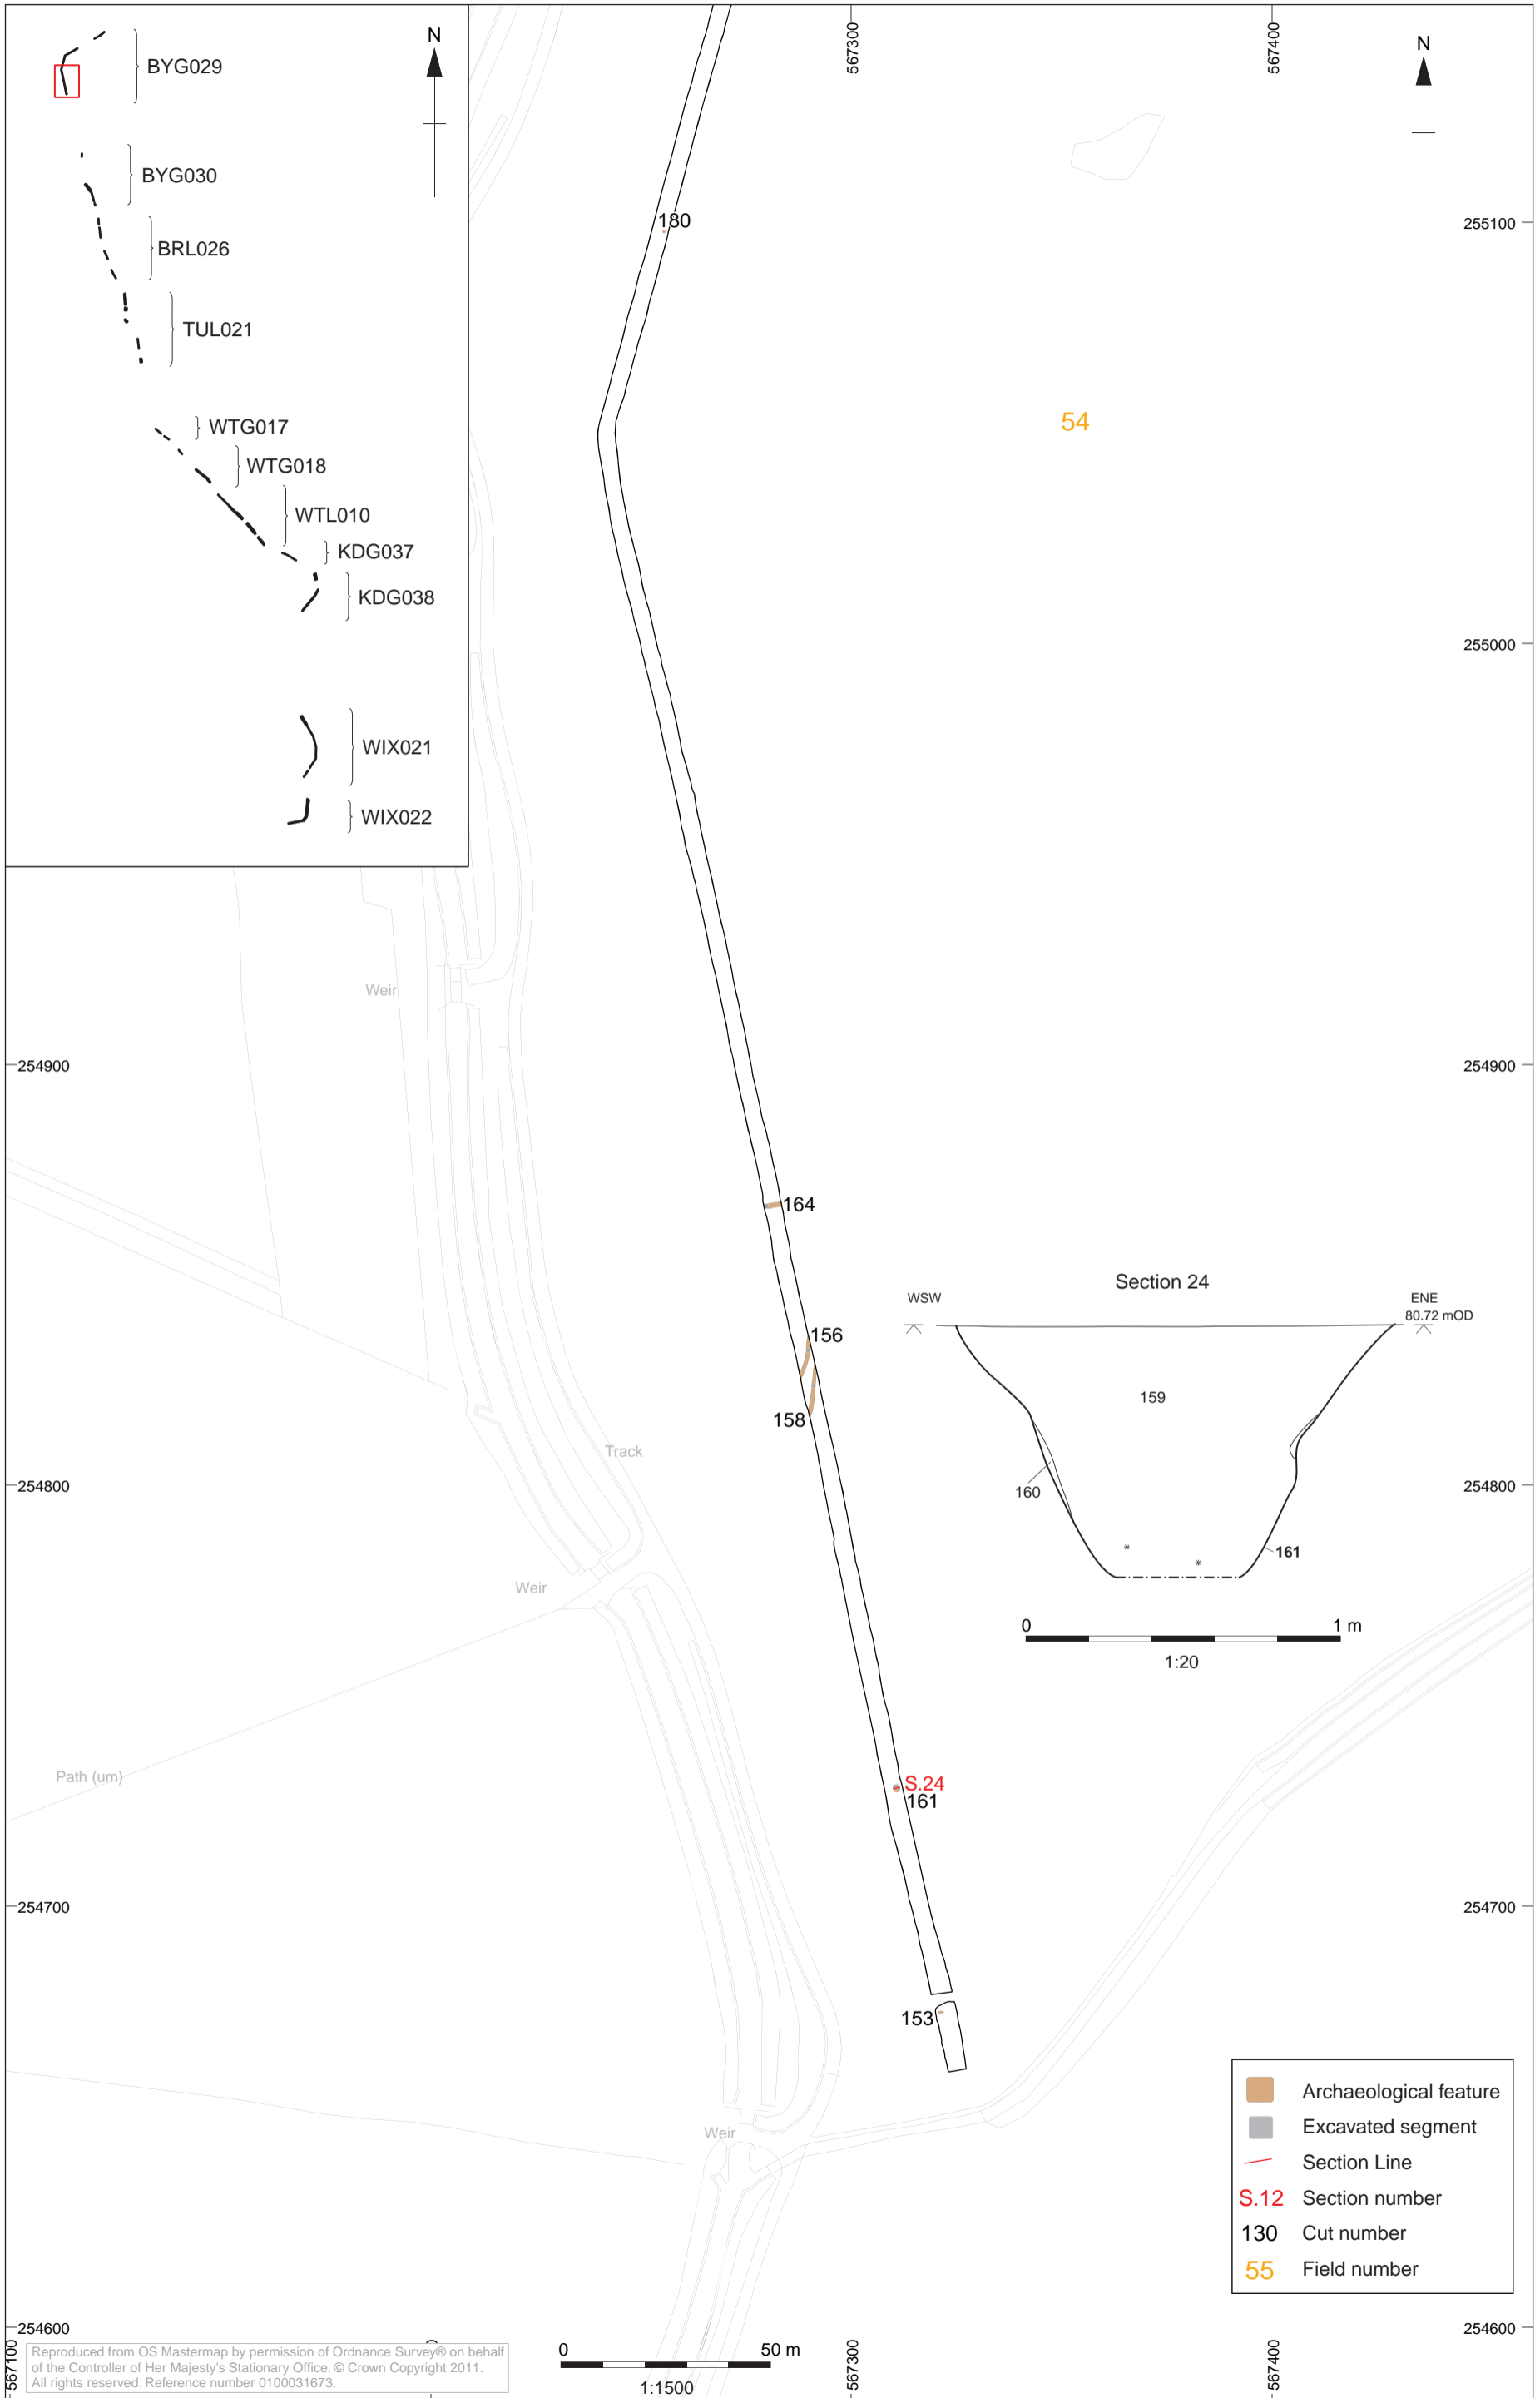 N
BYG029
BYG030
BRL026
TUL021
WTG017
WTG018
WTL010
KDG037
KDG038
WIX021
WIX022
567300
567400
N
180
255100
54
255000
Weir
254900
254900
164
156
158
Track
254800
254800
Section 24
WSW
ENE
80.72 mOD
159
160
161
0 1 m
1:20
Weir
Path (um)
S.24
161
254700
254700
153
Weir
Archaeological feature
Excavated segment
Section Line
S.12 Section number
130 Cut number
55 Field number
254600
254600
567100
Reproduced from OS Mastermap by permission of Ordnance Survey® on behalf
of the Controller of Her Majesty's Stationary Office. © Crown Copyright 2011.
All rights reserved. Reference number 0100031673.
0 50 m
1:1500
567300
567400